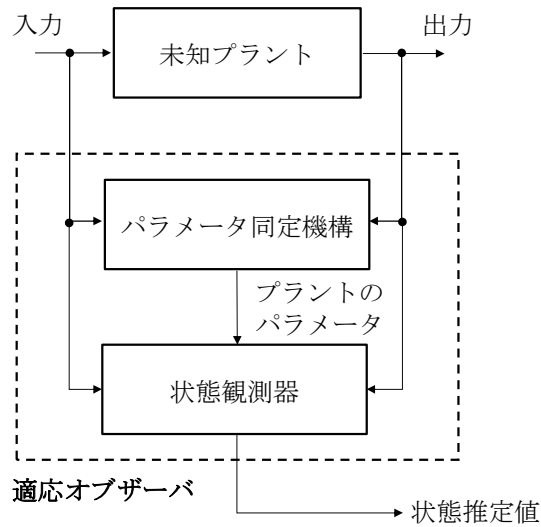 入力
出力
未知プラント
パラメータ同定機構
プラントの
パラメータ
状態観測器
適応オブザーバ
状態推定値